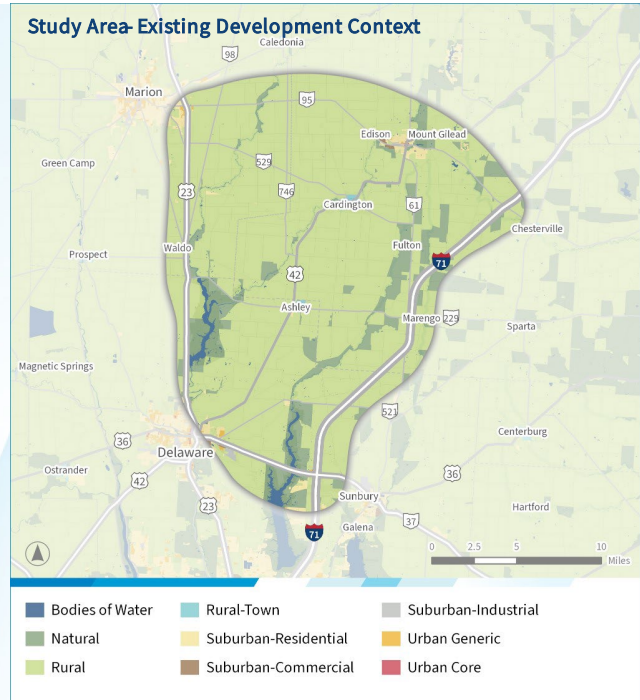 Study Area- Existing Development Context
Caledonia
98
Marion
95
Edison
Mount Gilead
529
Green Camp
23
746
Cardington
61
Chesterville
Waldo
Fulton
Prospect
71
42
Ashley
Marengo
229
Sparta
Magnetic Springs
521
Centerburg
36
Delaware
Ostrander
42
36
Sunbury
23
Hartford
37
Galena
71
0 2.5 5 10
Miles
Bodies of Water
Rural-Town
Suburban-Industrial
Natural
Suburban-Residential
Urban Generic
Rural
Suburban-Commercial
Urban Core